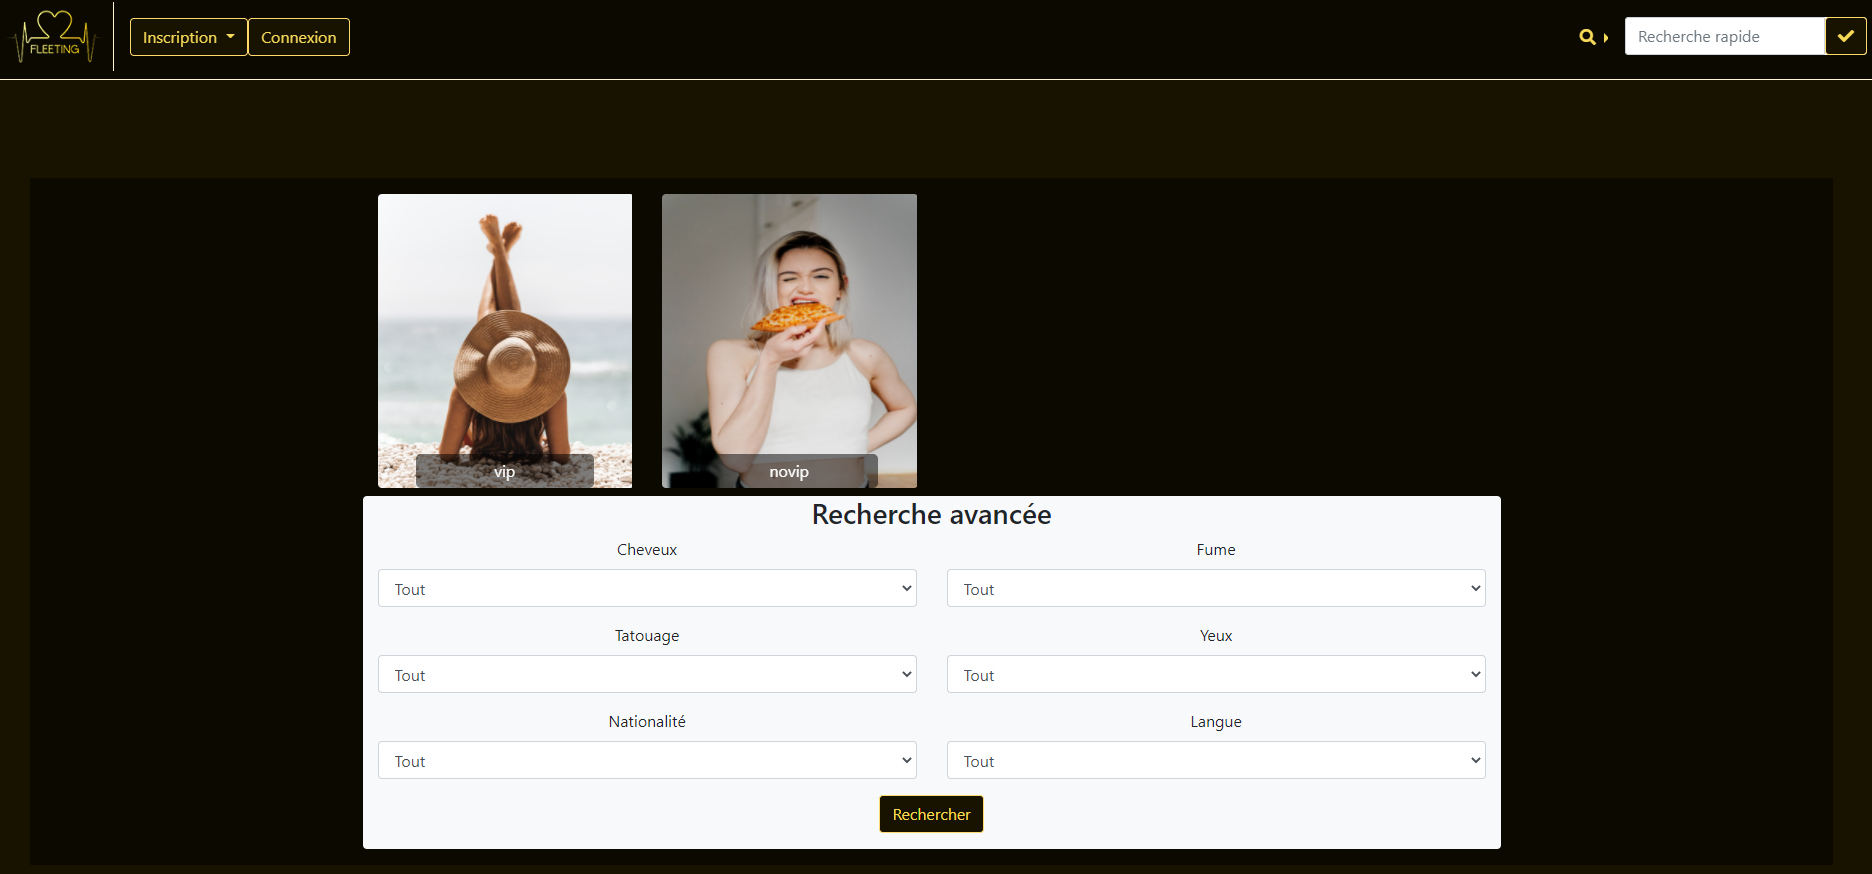 FLEETING
Inscription
Connexion
Recherche rapide
vip
novip
Recherche avancée
Cheveux
Fume
Tout
Tout
Tatouage
Yeux
Tout
Tout
Nationalité
Langue
Tout
Tout
Rechercher